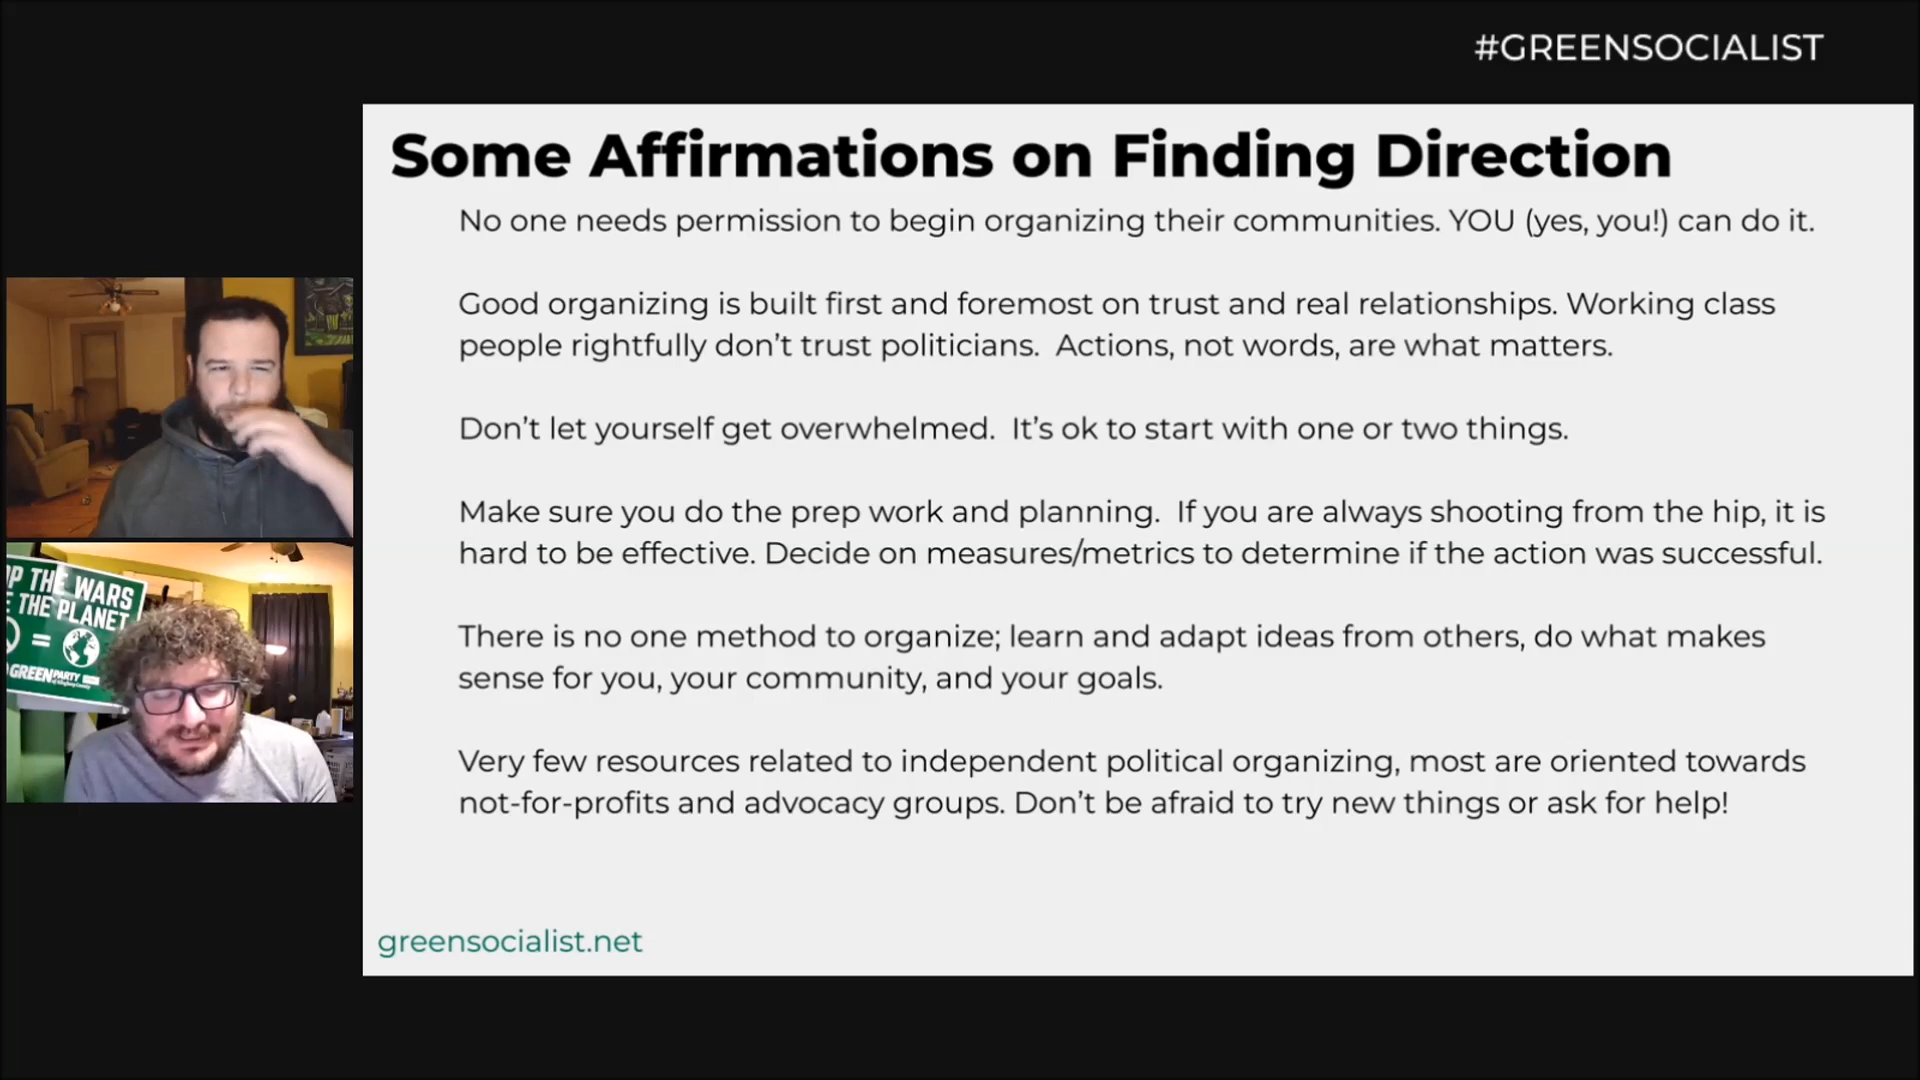 #GREENSOCIALIST
Some Affirmations on Finding Direction
No one needs permission to begin organizing their communities. YOU (yes, you!) can do it.
Good organizing is built first and foremost on trust and real relationships. Working class
people rightfully don't trust politicians.  Actions, not words, are what matters.
Don't let yourself get overwhelmed.  It's ok to start with one or two things.
Make sure you do the prep work and planning.  If you are always shooting from the hip, it is
hard to be effective. Decide on measures/metrics to determine if the action was successful.
There is no one method to organize; learn and adapt ideas from others, do what makes
sense for you, your community, and your goals.
Very few resources related to independent political organizing, most are oriented towards
not-for-profits and advocacy groups. Don't be afraid to try new things or ask for help!
greensocialist.net
THE WARS
THE PLANET
=
GREENPARTY